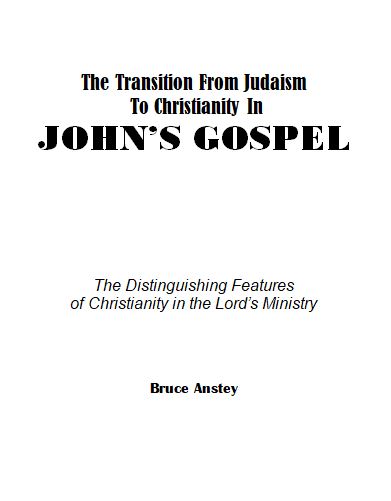 The Transition From Judaism
To Christianity In
JOHN'S GOSPEL
The Distinguishing Features
of Christianity in the Lord's Ministry
Bruce Anstey